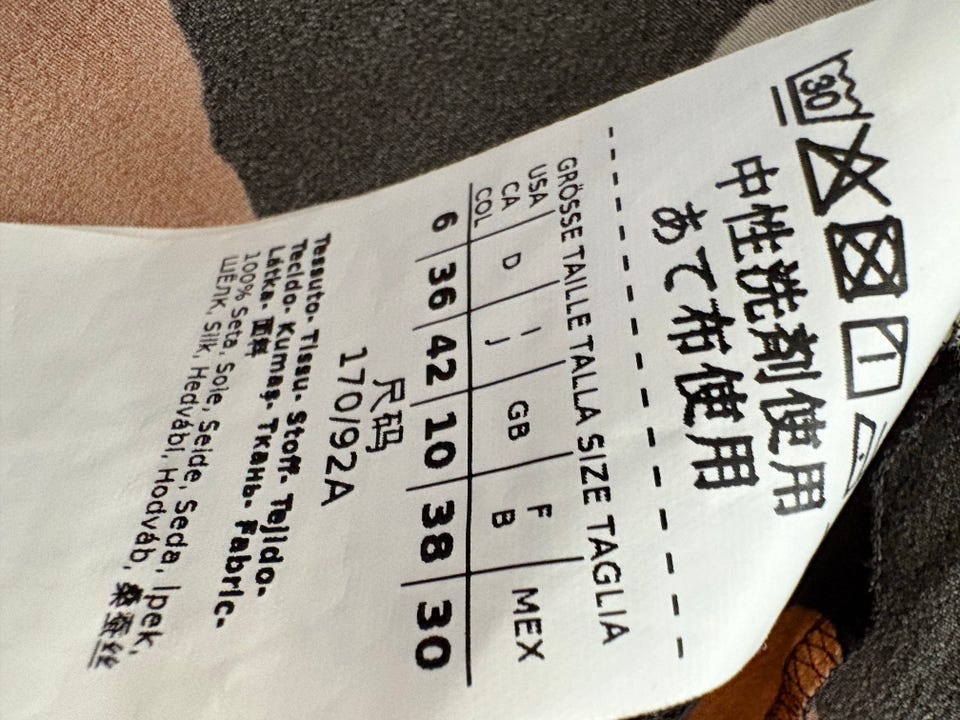 30
中性洗剤使用
あて布使用
GRÖSSE TAILLE TALLA SIZE TAGLIA
USA CA COL D I J GB F B MEX
6 36 42 10 38 30
尺码
170/92A
Tessuto- Tissu- Stoff- Tejido-
Tecido- Kumaş- Ткань- Fabric-
Látka- 面料
100% Seta, Soie, Seide, Seda, Ipek,
ШЁЛК, Silk, Hedvábí, Hodváb, 桑蚕丝